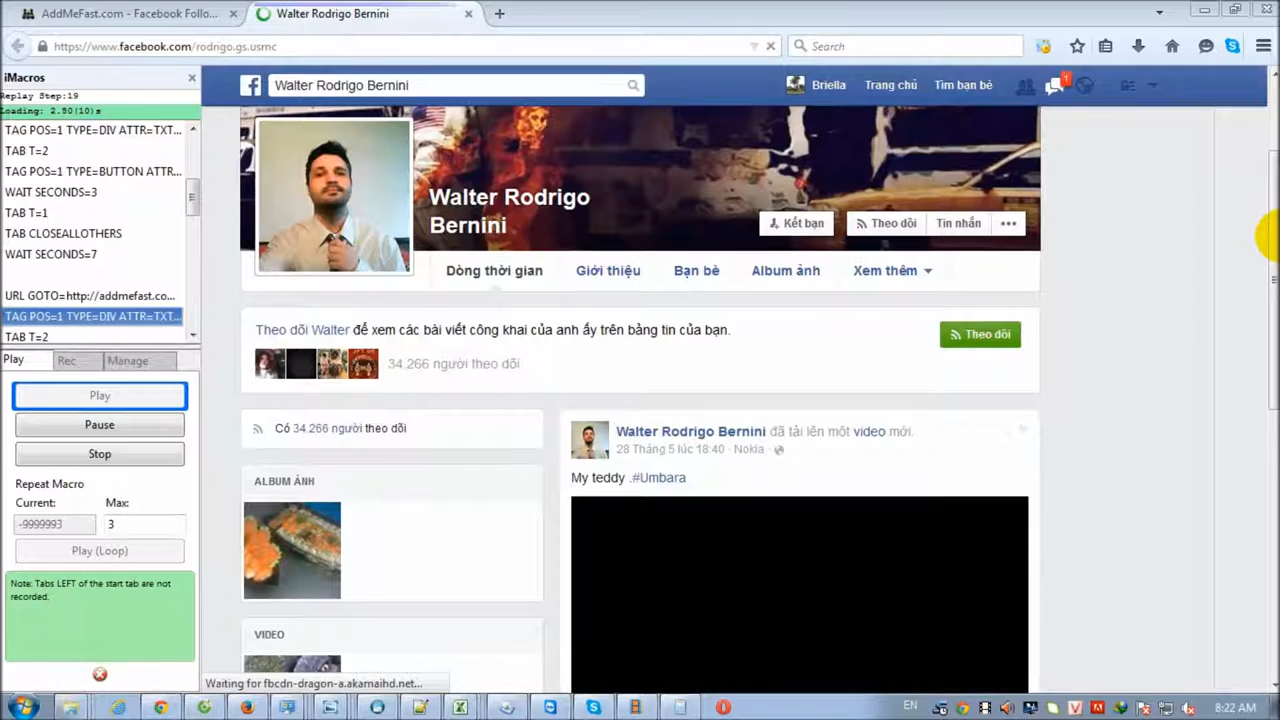 AddMeFast.com - Facebook Follo...
Walter Rodrigo Bernini
https://www.facebook.com/rodrigo.gs.usmc
Search
iMacros
Replay Step:19
Loading: 2.80(10)s
TAG POS=1 TYPE=DIV ATTR=TXT...
TAB T=2
TAG POS=1 TYPE=BUTTON ATTR...
WAIT SECONDS=3
TAB T=1
TAB CLOSEALLOTHERS
WAIT SECONDS=7
URL GOTO=http://addmefast.co...
TAG POS=1 TYPE=DIV ATTR=TXT...
TAB T=2
Play
Rec
Manage
Play
Pause
Stop
Repeat Macro
Current:
Max:
-9999993
3
Play (Loop)
Note: Tabs LEFT of the start tab are not
recorded.
Walter Rodrigo Bernini
Briella
Trang chủ
Tìm bạn bè
1
Walter Rodrigo
Bernini
Kết bạn
Theo dõi
Tin nhắn
Dòng thời gian
Giới thiệu
Bạn bè
Album ảnh
Xem thêm
Theo dõi Walter để xem các bài viết công khai của anh ấy trên bảng tin của bạn.
Theo dõi
34.266 người theo dõi
Có 34.266 người theo dõi
Walter Rodrigo Bernini đã tải lên một video mới.
28 Tháng 5 lúc 18:40 · Nokia ·
My teddy .#Umbara
ALBUM ẢNH
VIDEO
Waiting for fbcdn-dragon-a.akamaihd.net...
EN
8:22 AM